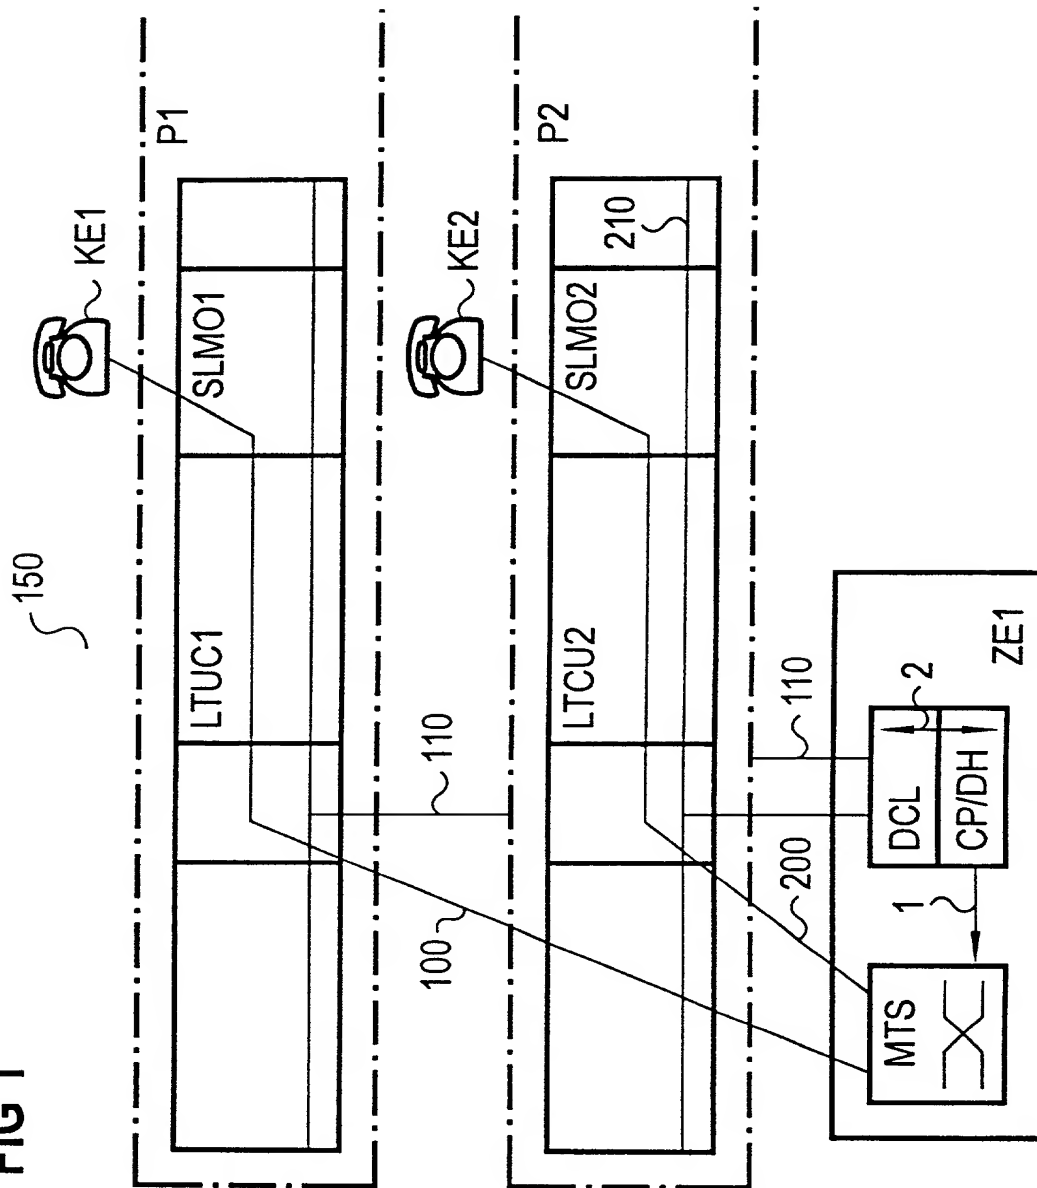 FIG 1
150
KE1
P1
LTUC1
SLMO1
110
KE2
P2
LTCU2
SLMO2
210
100
200
110
MTS
1
DCL
CP/DH
2
ZE1